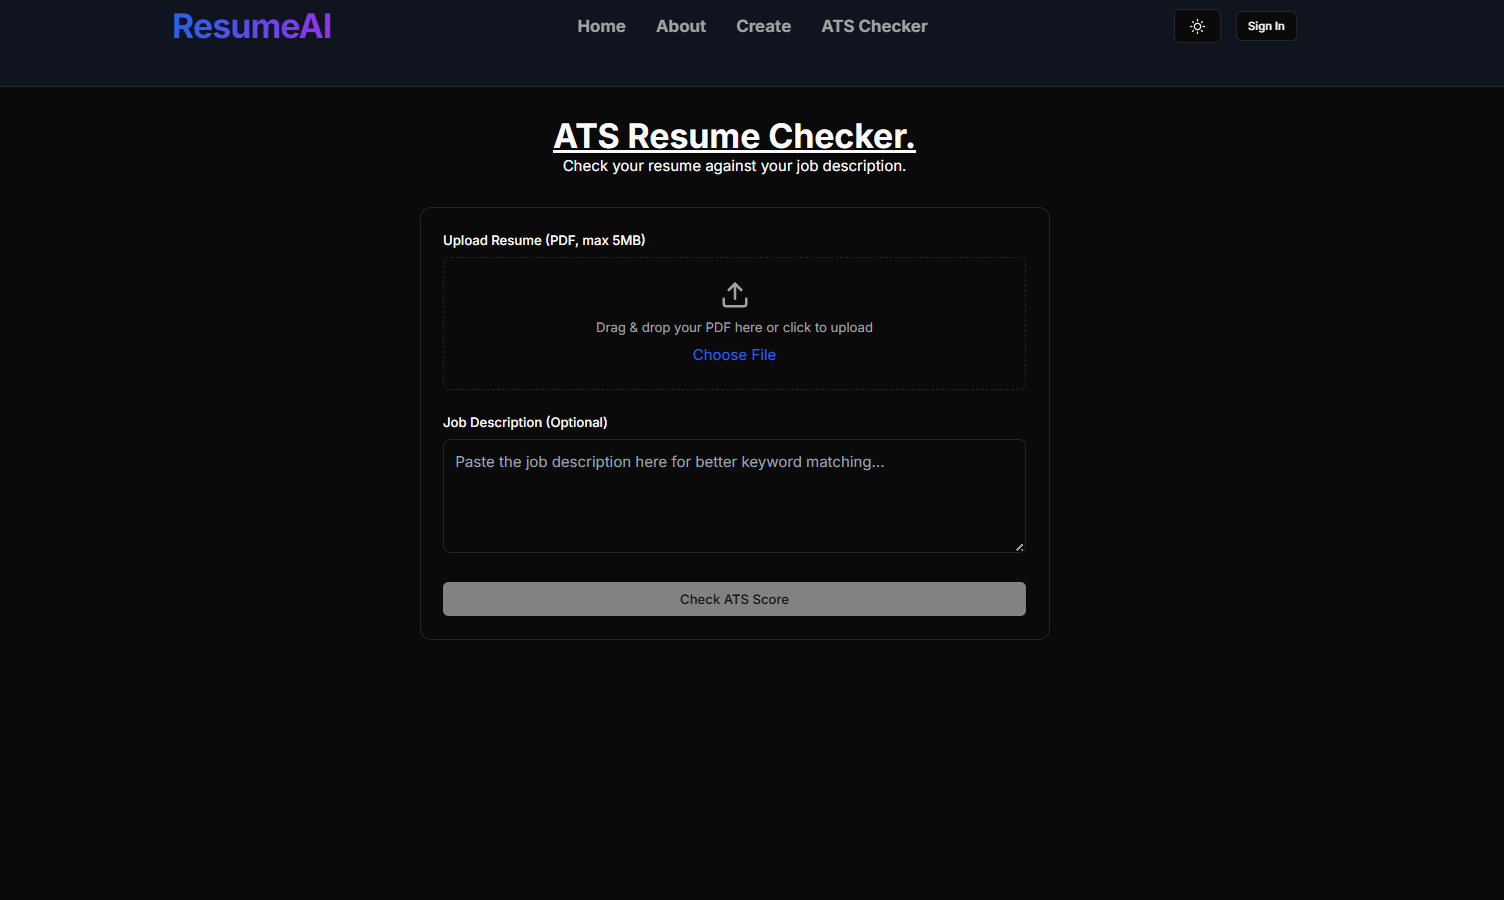 ResumeAI
Home About Create ATS Checker
Sign In
ATS Resume Checker.
Check your resume against your job description.
Upload Resume (PDF, max 5MB)
Drag & drop your PDF here or click to upload
Choose File
Job Description (Optional)
Paste the job description here for better keyword matching...
Check ATS Score